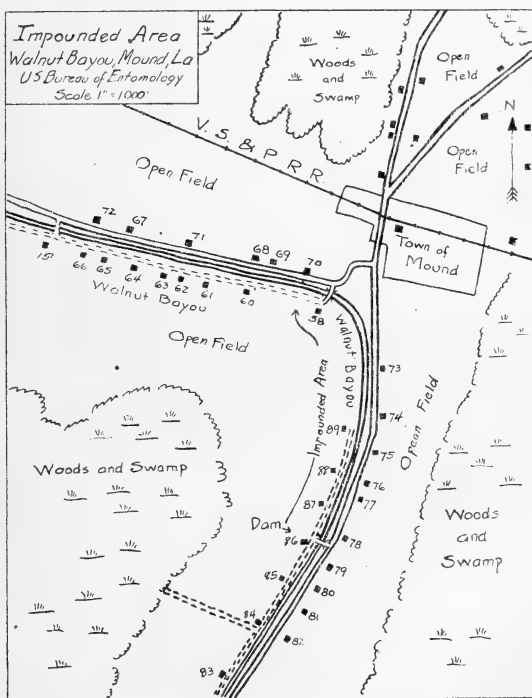 Impounded Area
Walnut Bayou, Mound, La
U S Bureau of Entomology
Scale 1" = 1000'
Woods
and
Swamp
Open
Field
N
V. S. & P. R. R.
Open Field
Open
Field
Town of
Mound
72
67
71
68
69
70
15
66
65
64
63
62
61
60
58
Walnut Bayou
Open Field
Walnut Bayou
Impounded Area
73
74
Open Field
89
75
88
76
77
87
Woods and Swamp
Dam
86
78
Woods
and
Swamp
79
85
80
81
84
82
83